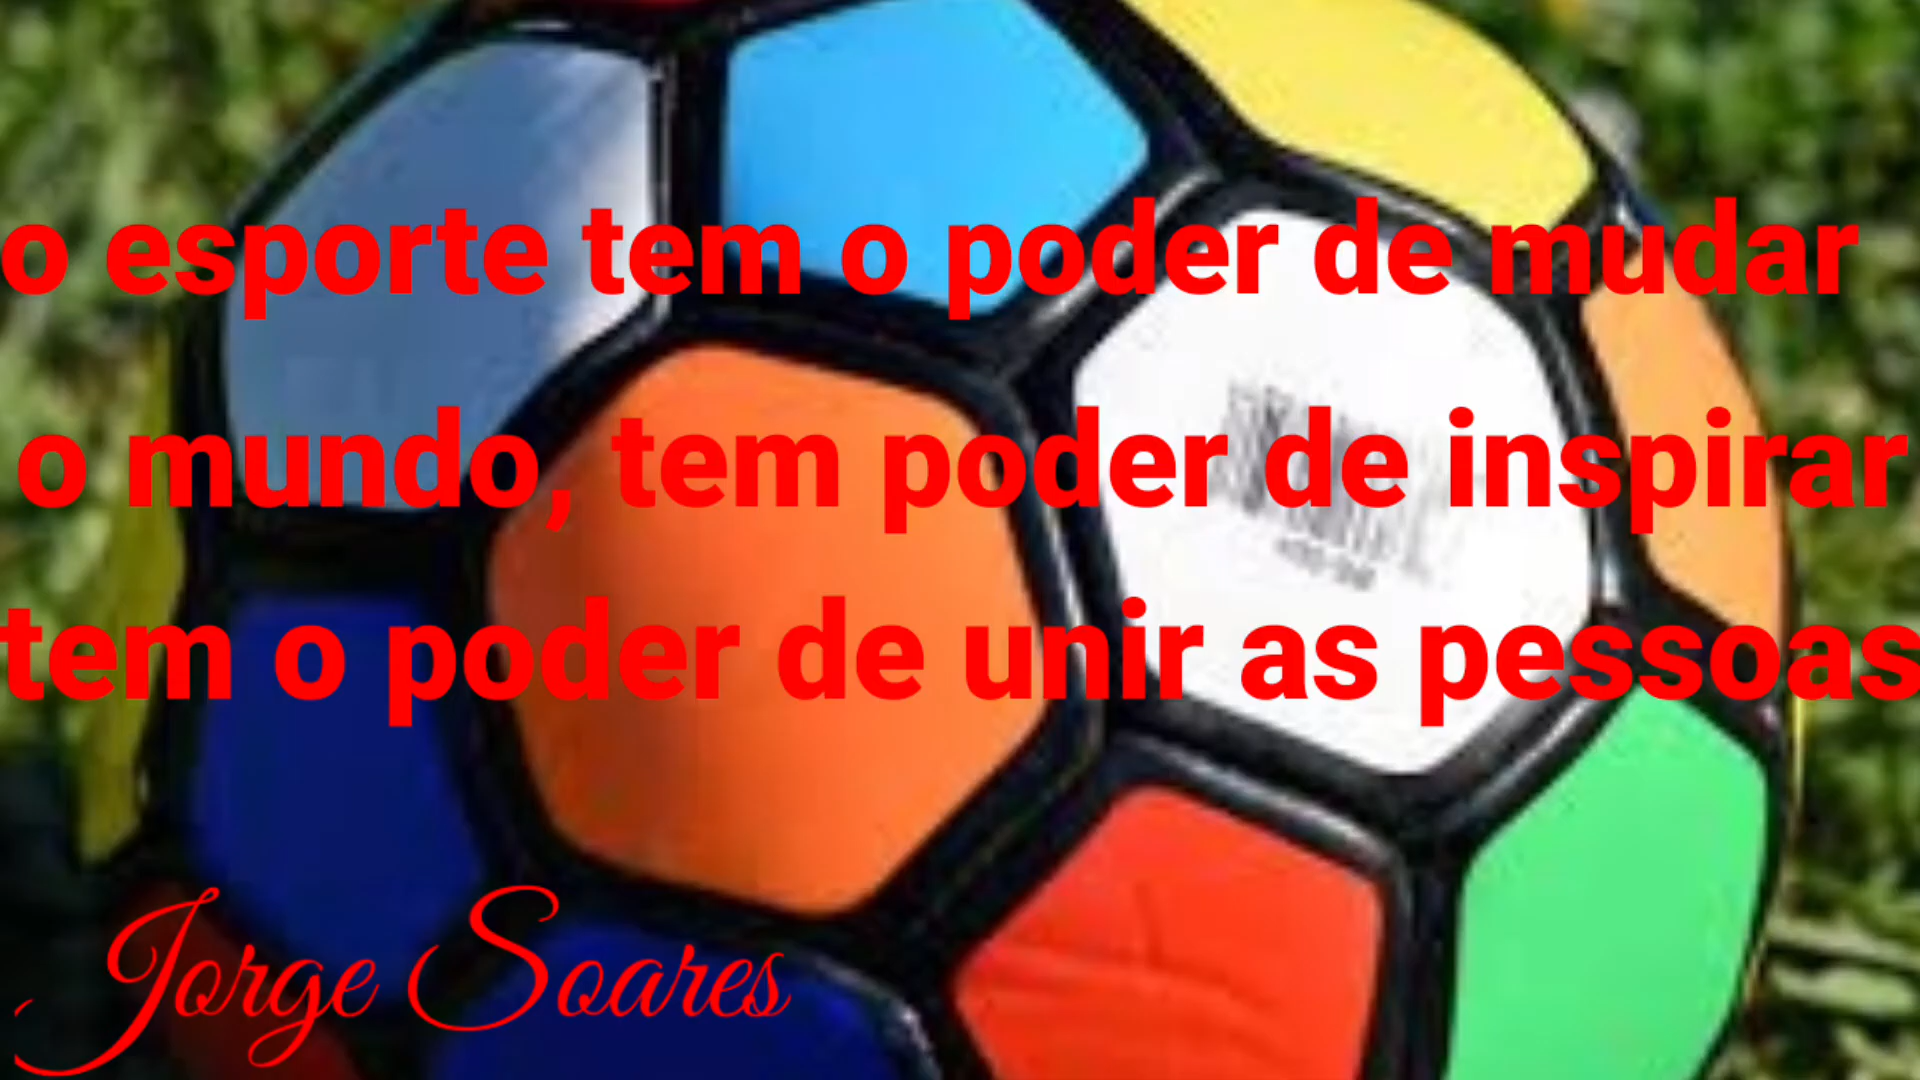 o esporte tem o poder de mudar
o mundo, tem poder de inspirar
tem o poder de unir as pessoas
Jorge Soares